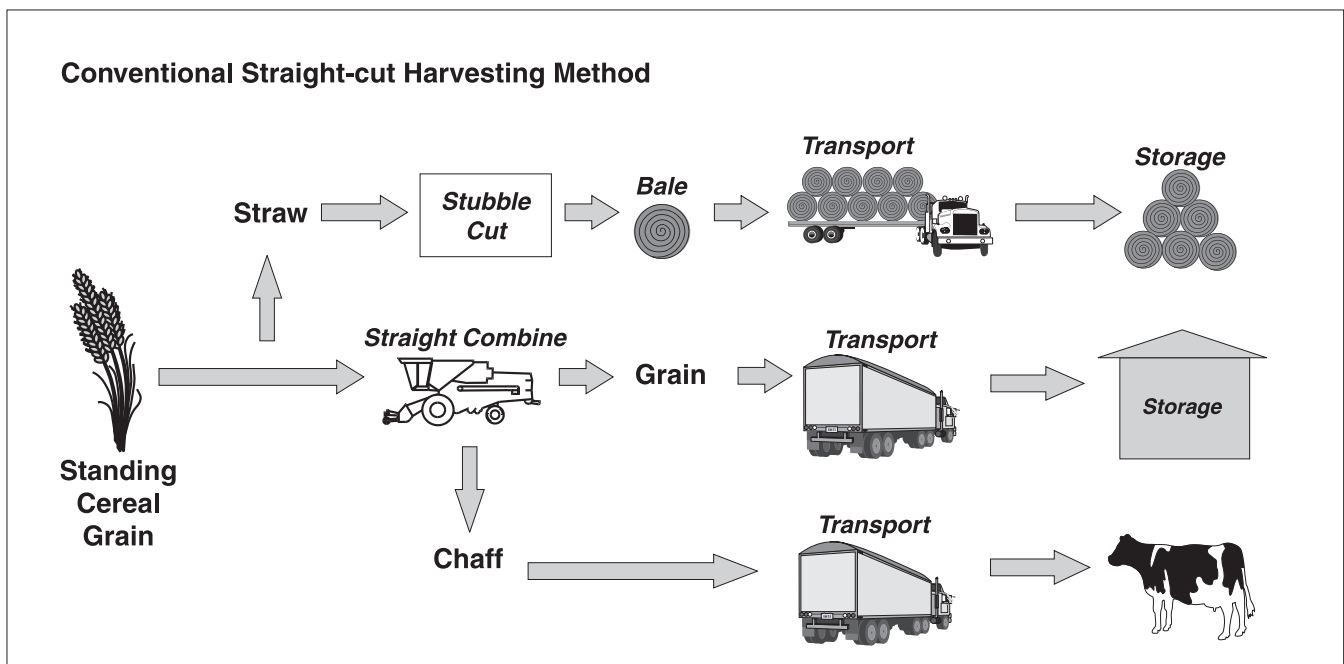 Conventional Straight-cut Harvesting Method
Transport
Storage
Bale
Straw
Stubble
Cut
Straight Combine
Transport
Grain
Storage
Standing
Cereal
Grain
Transport
Chaff